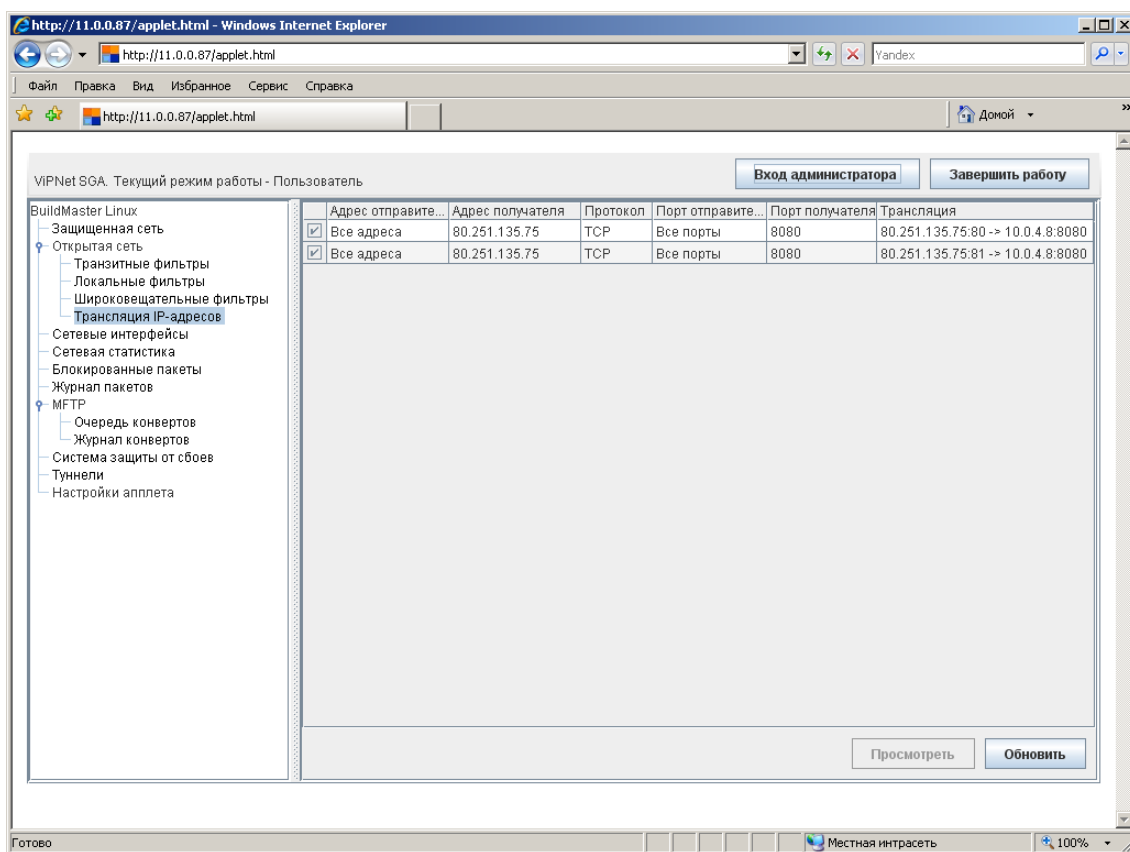 http://11.0.0.87/applet.html - Windows Internet Explorer
http://11.0.0.87/applet.html Yandex
Файл Правка Вид Избранное Сервис Справка
http://11.0.0.87/applet.html Домой »
ViPNet SGA. Текущий режим работы - Пользователь Вход администратора Завершить работу
BuildMaster Linux
Защищенная сеть
Открытая сеть
Транзитные фильтры
Локальные фильтры
Широковещательные фильтры
Трансляция IP-адресов
Сетевые интерфейсы
Сетевая статистика
Блокированные пакеты
Журнал пакетов
MFTP
Очередь конвертов
Журнал конвертов
Система защиты от сбоев
Туннели
Настройки апплета
Адрес отправите... Адрес получателя Протокол Порт отправите... Порт получателя Трансляция
Все адреса 80.251.135.75 TCP Все порты 8080 80.251.135.75:80 -> 10.0.4.8:8080
Все адреса 80.251.135.75 TCP Все порты 8080 80.251.135.75:81 -> 10.0.4.8:8080
Просмотреть Обновить
Готово Местная интрасеть 100%